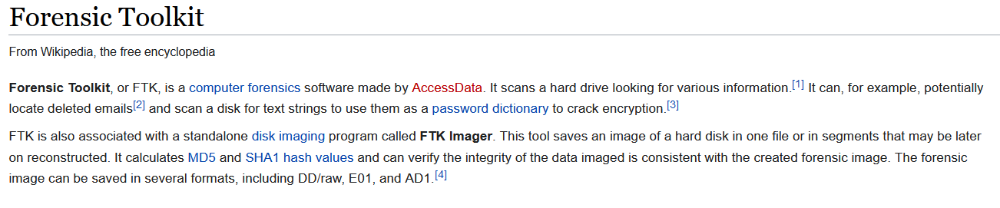 Forensic Toolkit
From Wikipedia, the free encyclopedia
Forensic Toolkit, or FTK, is a computer forensics software made by AccessData. It scans a hard drive looking for various information.[1] It can, for example, potentially
locate deleted emails[2] and scan a disk for text strings to use them as a password dictionary to crack encryption.[3]
FTK is also associated with a standalone disk imaging program called FTK Imager. This tool saves an image of a hard disk in one file or in segments that may be later
on reconstructed. It calculates MD5 and SHA1 hash values and can verify the integrity of the data imaged is consistent with the created forensic image. The forensic
image can be saved in several formats, including DD/raw, E01, and AD1.[4]